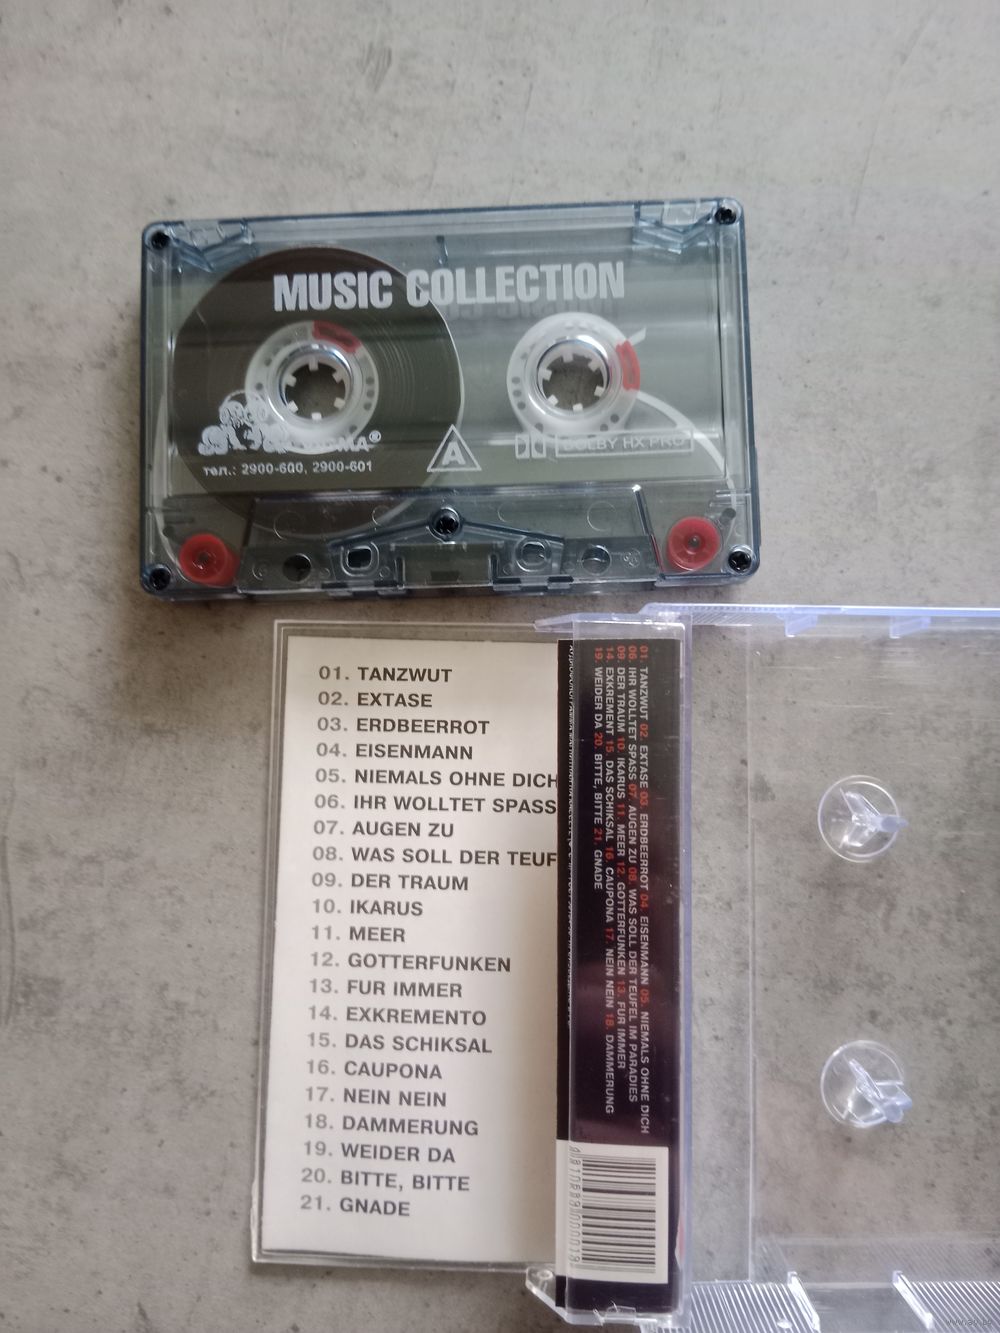 MUSIC COLLECTION
тел.: 2900-600, 2900-601
A
DOLBY HX PRO
01. TANZWUT
02. EXTASE
03. ERDBEERROT
04. EISENMANN
05. NIEMALS OHNE DICH
06. IHR WOLLTET SPASS
07. AUGEN ZU
08. WAS SOLL DER TEUF
09. DER TRAUM
10. IKARUS
11. MEER
12. GOTTERFUNKEN
13. FUR IMMER
14. EXKREMENTO
15. DAS SCHIKSAL
16. CAUPONA
17. NEIN NEIN
18. DAMMERUNG
19. WEIDER DA
20. BITTE, BITTE
21. GNADE
01. TANZWUT 02. EXTASE 03. ERDBEERROT 04. EISENMANN 05. NIEMALS OHNE DICH
06. IHR WOLLTET SPASS 07. AUGEN ZU 08. WAS SOLL DER TEUFEL IM PARADIES
09. DER TRAUM 10. IKARUS 11. MEER 12. GOTTERFUNKEN 13. FUR IMMER
14. EXKREMENTO 15. DAS SCHIKSAL 16. CAUPONA 17. NEIN NEIN 18. DAMMERUNG
19. WEIDER DA 20. BITTE, BITTE 21. GNADE
4810689000019